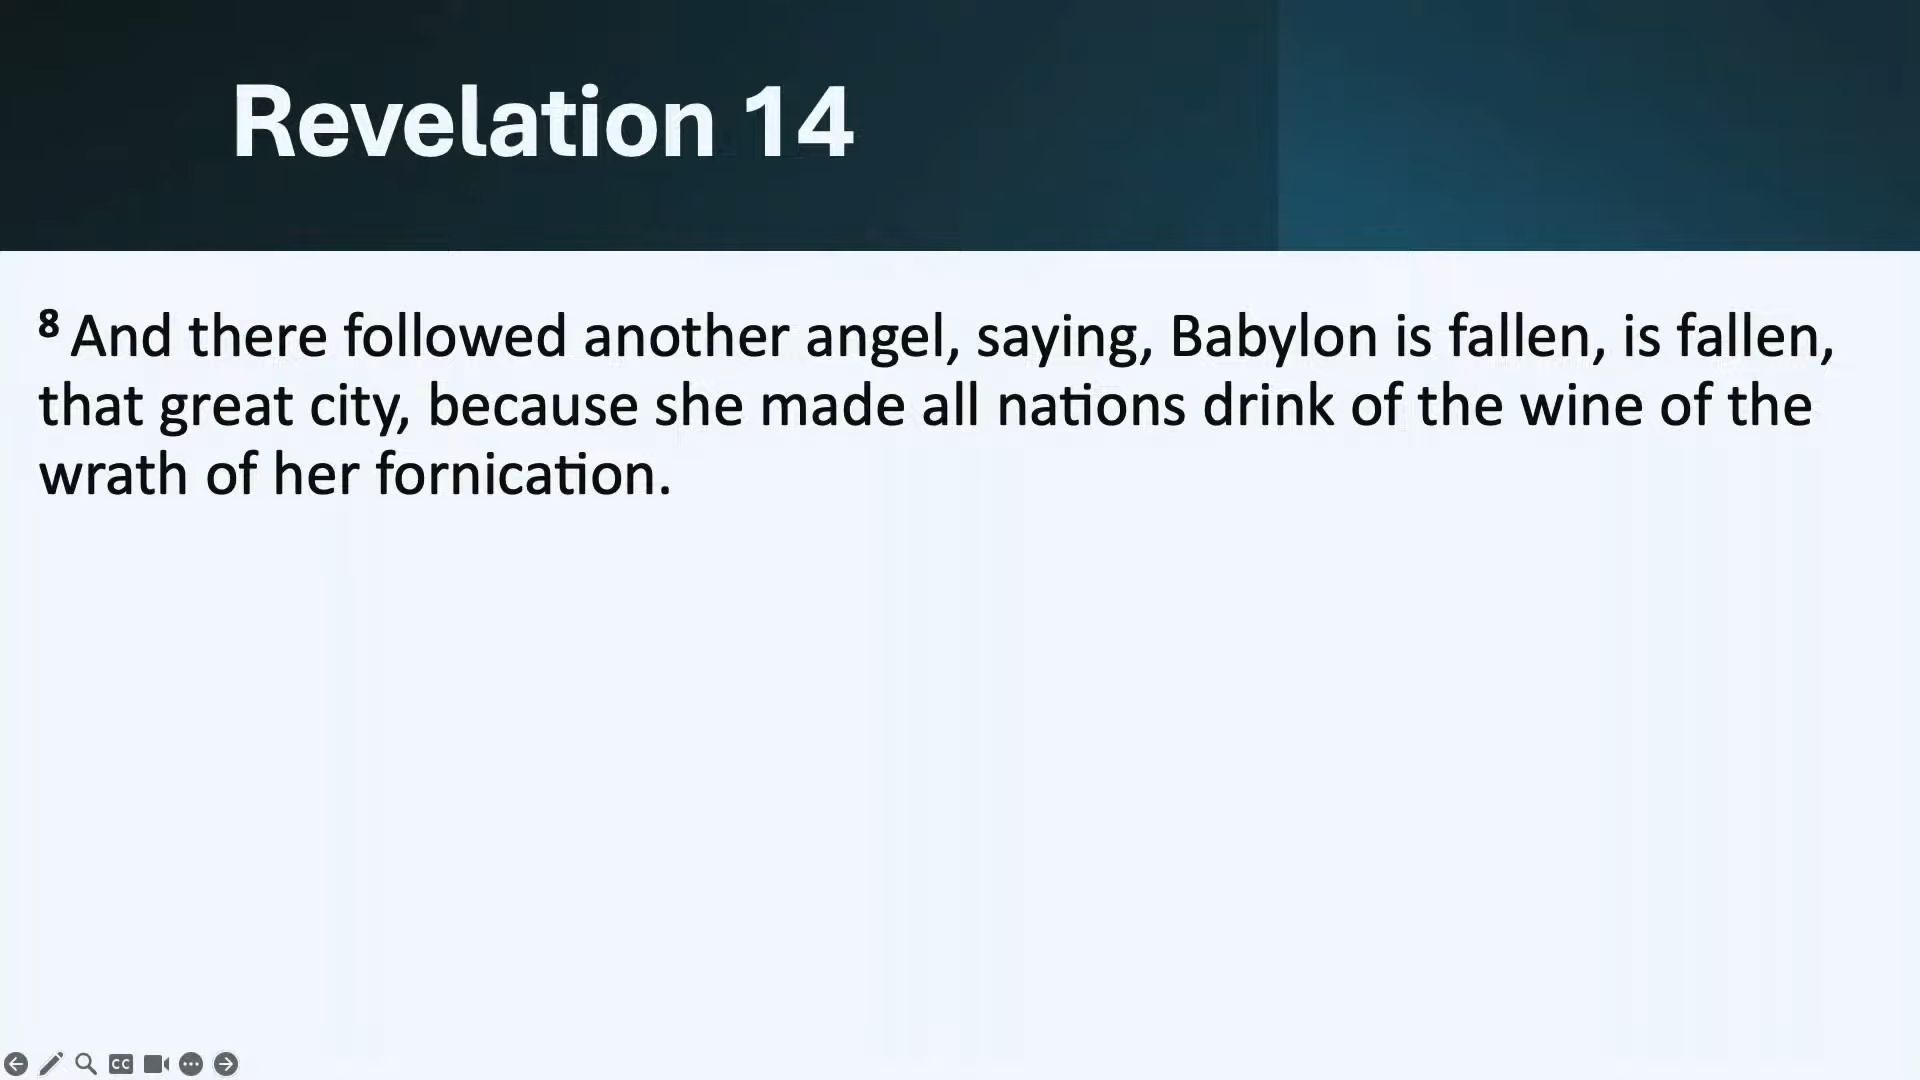 Revelation 14
8 And there followed another angel, saying, Babylon is fallen, is fallen,
that great city, because she made all nations drink of the wine of the
wrath of her fornication.
CC